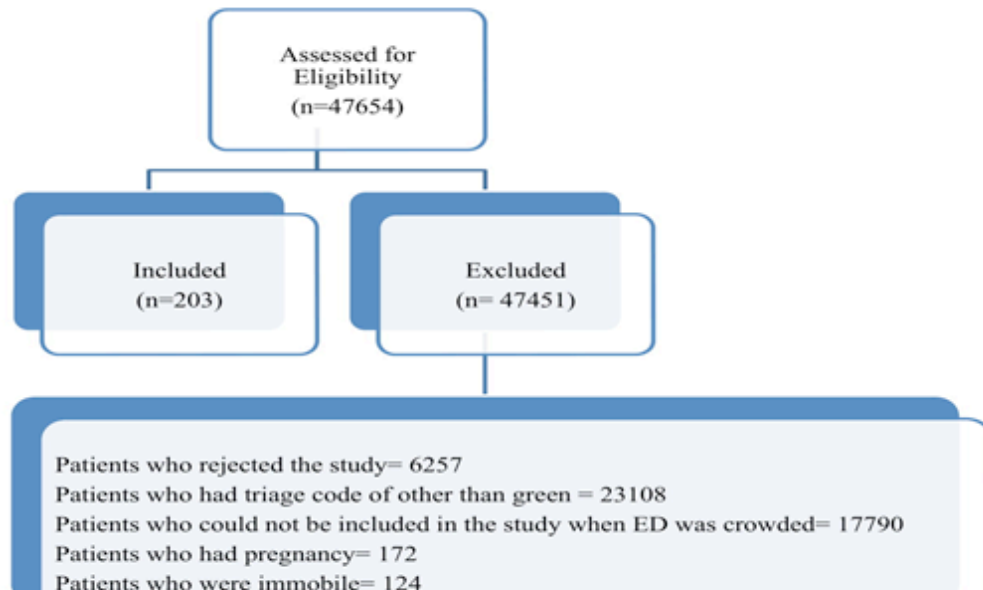 Assessed for
Eligibility
(n=47654)
Included
(n=203)
Excluded
(n= 47451)
Patients who rejected the study= 6257
Patients who had triage code of other than green = 23108
Patients who could not be included in the study when ED was crowded= 17790
Patients who had pregnancy= 172
Patients who were immobile= 124